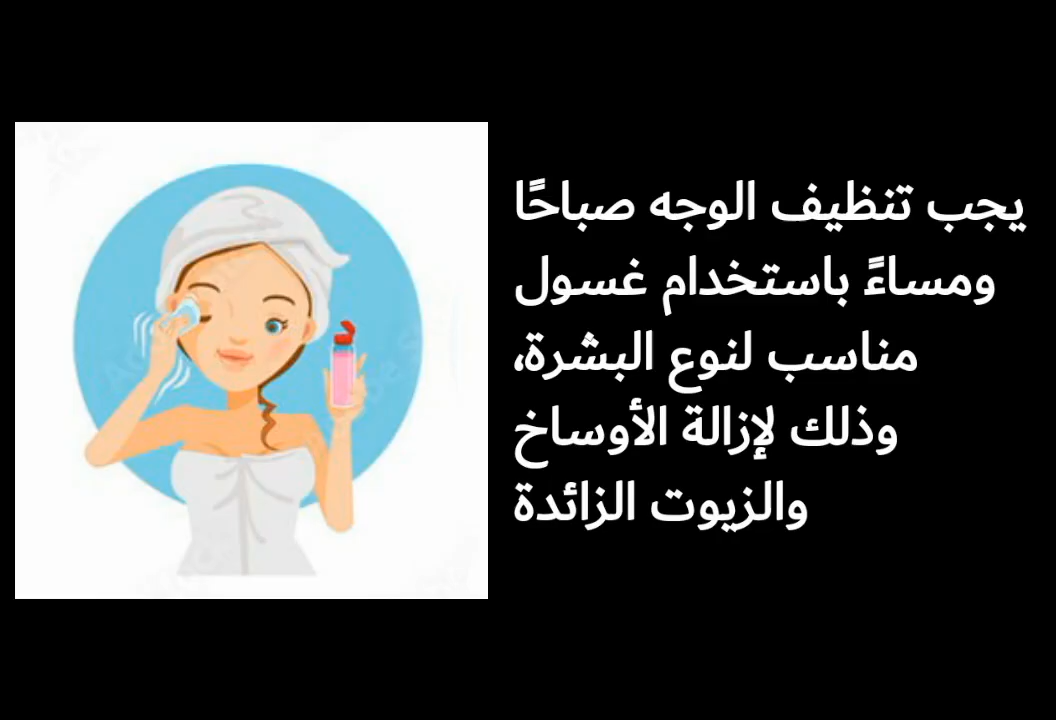 يجب تنظيف الوجه صباحًا
ومساءً باستخدام غسول
مناسب لنوع البشرة،
وذلك لإزالة الأوساخ
والزيوت الزائدة